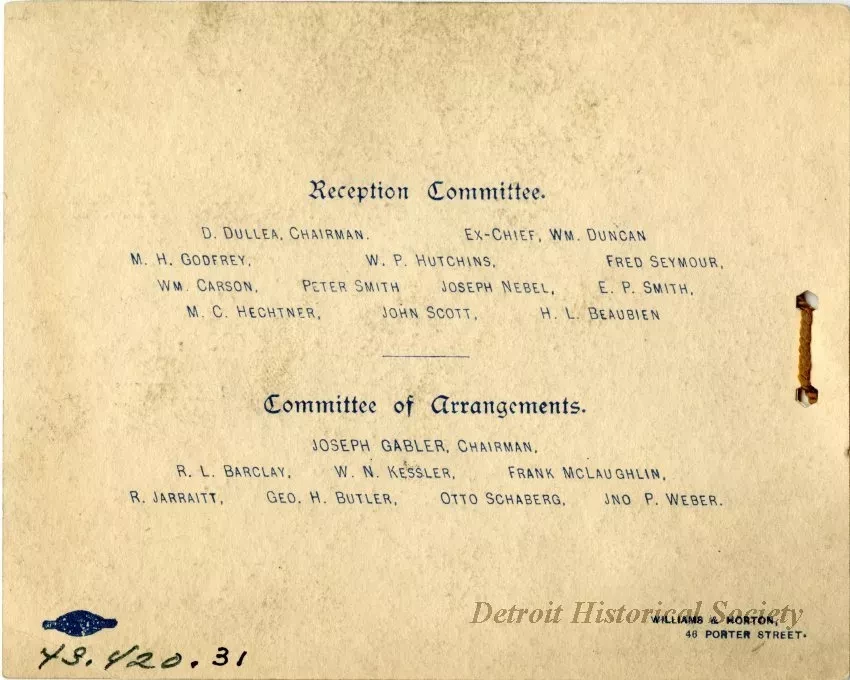 Reception Committee.
D. DULLEA, CHAIRMAN. EX-CHIEF, WM. DUNCAN
M. H. GODFREY, W. P. HUTCHINS, FRED SEYMOUR,
WM. CARSON, PETER SMITH JOSEPH NEBEL, E. P. SMITH,
M. C. HECHTNER, JOHN SCOTT, H. L. BEAUBIEN
Committee of Arrangements.
JOSEPH GABLER, CHAIRMAN,
R. L. BARCLAY, W. N. KESSLER, FRANK MCLAUGHLIN,
R. JARRAITT, GEO. H. BUTLER, OTTO SCHABERG, JNO P. WEBER.
Detroit Historical Society
WILLIAMS & MORTON,
46 PORTER STREET.
43.420.31